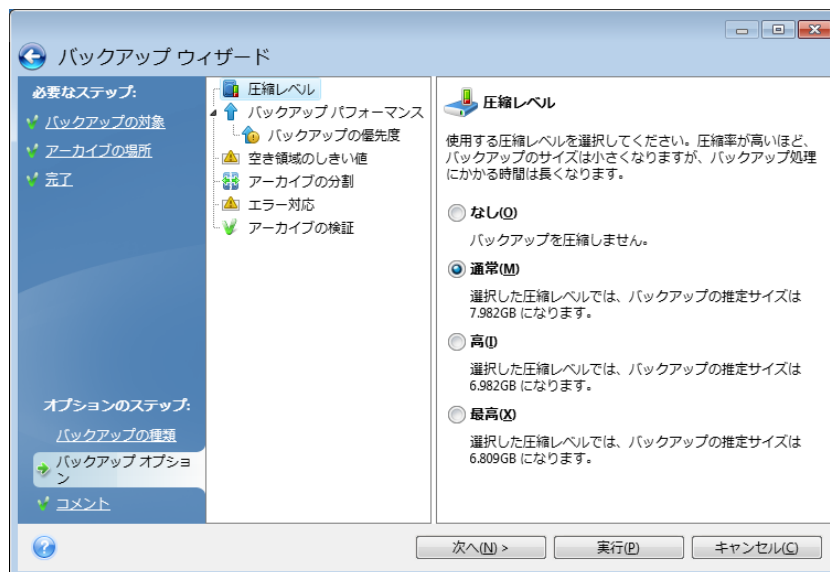 バックアップ ウィザード
必要なステップ:
バックアップの対象
アーカイブの場所
完了
オプションのステップ:
バックアップの種類
バックアップ オプショ
ン
コメント
圧縮レベル
バックアップ パフォーマンス
バックアップの優先度
空き領域のしきい値
アーカイブの分割
エラー対応
アーカイブの検証
圧縮レベル
使用する圧縮レベルを選択してください。圧縮率が高いほど、
バックアップのサイズは小さくなりますが、バックアップ処理
にかかる時間は長くなります。
なし(O)
バックアップを圧縮しません。
通常(M)
選択した圧縮レベルでは、バックアップの推定サイズは
7.982GB になります。
高(I)
選択した圧縮レベルでは、バックアップの推定サイズは
6.982GB になります。
最高(X)
選択した圧縮レベルでは、バックアップの推定サイズは
6.809GB になります。
次へ(N) >
実行(P)
キャンセル(C)